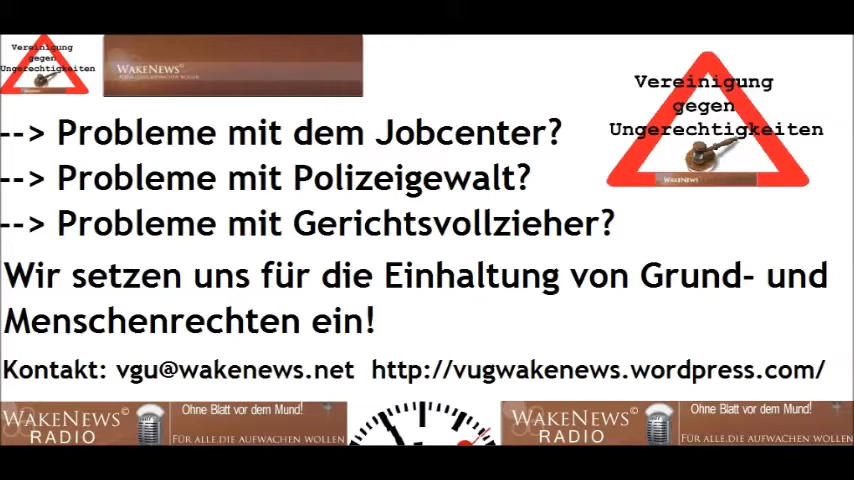 Vereinigung
gegen
Ungerechtigkeiten
WAKENEWS©
Vereinigung
gegen
Ungerechtigkeiten
WAKENEWS
--> Probleme mit dem Jobcenter?
--> Probleme mit Polizeigewalt?
--> Probleme mit Gerichtsvollzieher?
Wir setzen uns für die Einhaltung von Grund- und
Menschenrechten ein!
Kontakt: vgu@wakenews.net http://vugwakenews.wordpress.com/
WAKENEWS©
RADIO
Ohne Blatt vor dem Mund!
FÜR ALLE,DIE AUFWACHEN WOLLEN
WAKENEWS©
RADIO
Ohne Blatt vor dem Mund!
FÜR ALLE,DIE AUFWACHEN WOLLEN